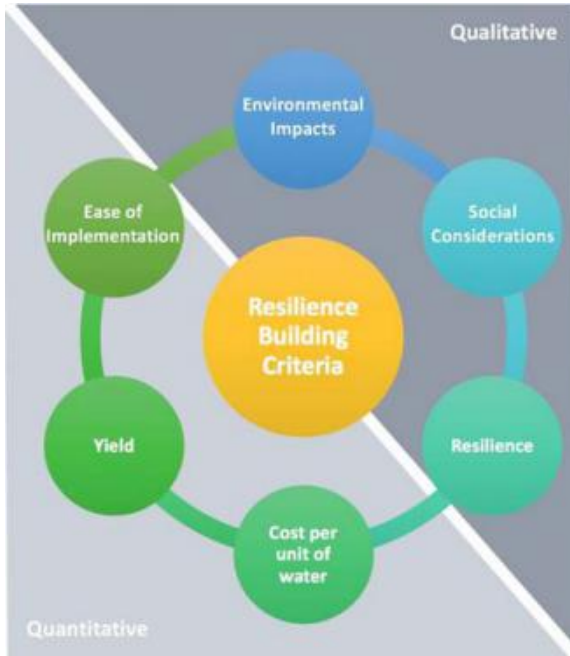 Qualitative
Environmental
Impacts
Ease of
Implementation
Social
Considerations
Resilience
Building
Criteria
Yield
Resilience
Cost per
unit of
water
Quantitative